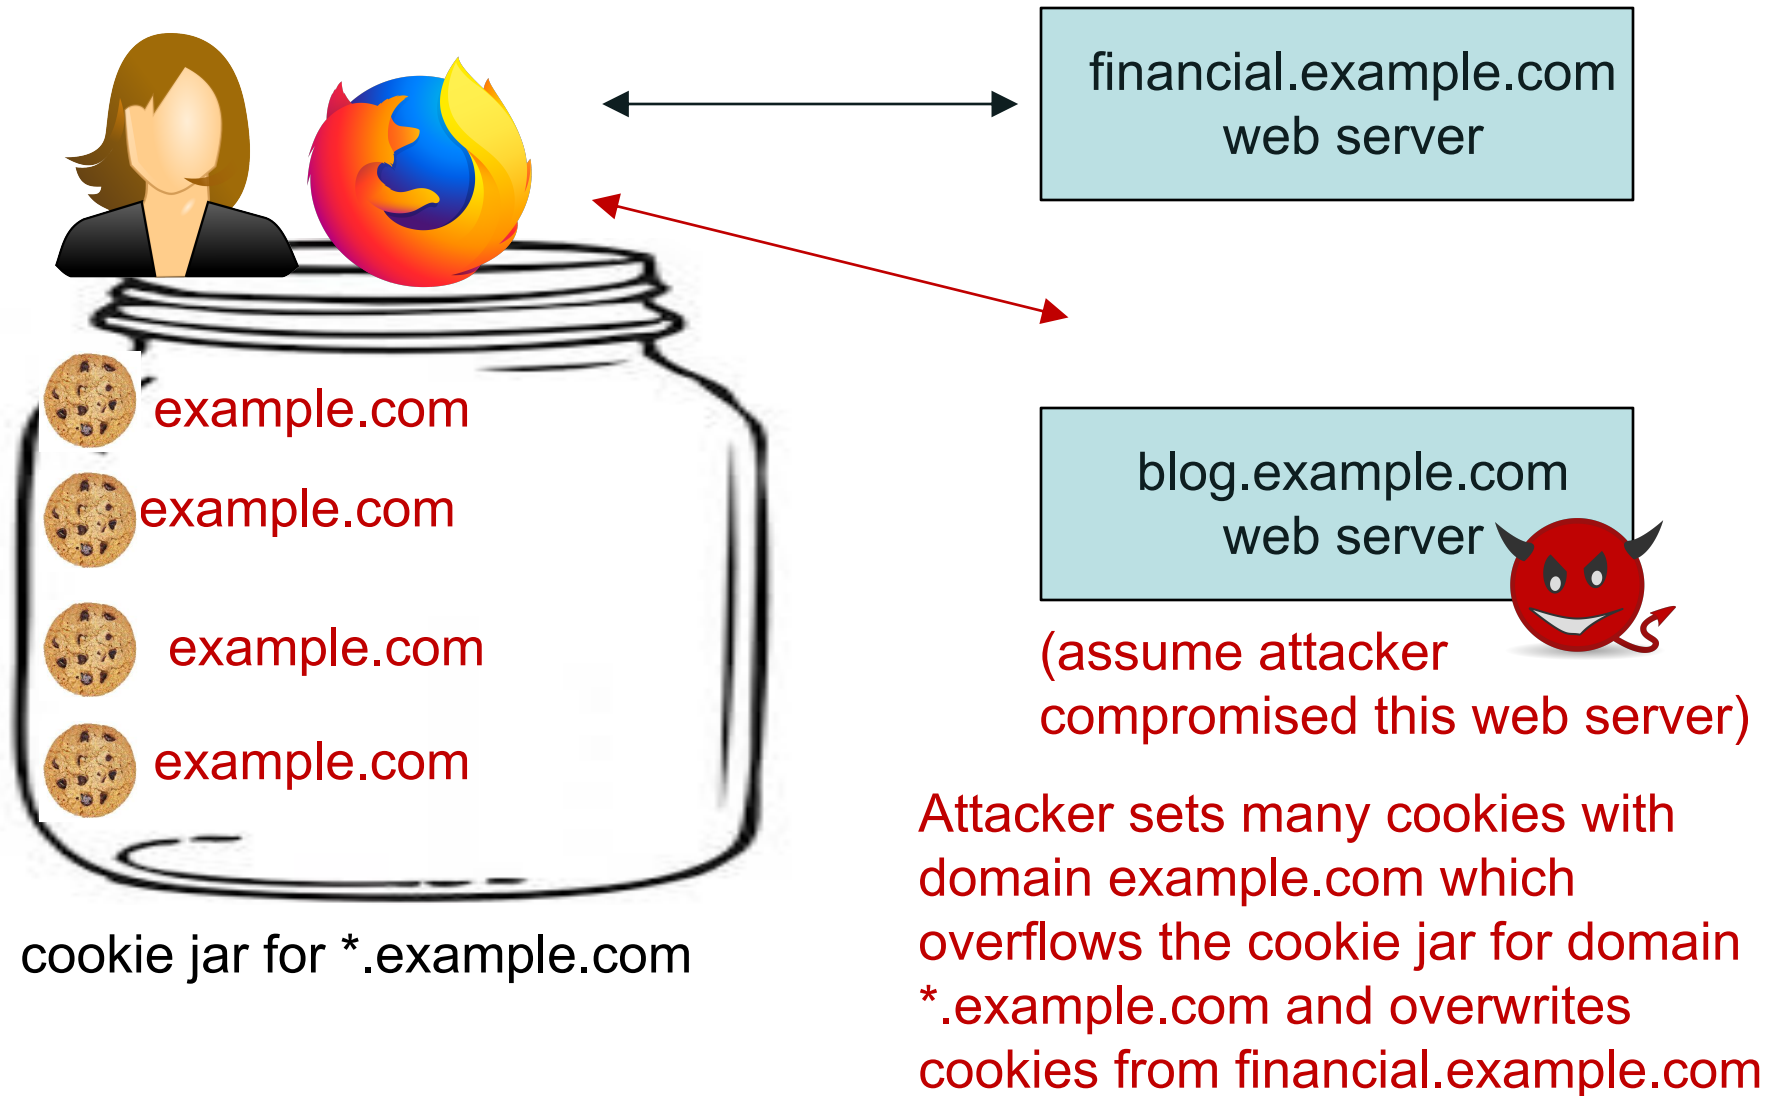 financial.example.com
web server
example.com
example.com
example.com
example.com
cookie jar for *.example.com
blog.example.com
web server
(assume attacker
compromised this web server)
Attacker sets many cookies with
domain example.com which
overflows the cookie jar for domain
*.example.com and overwrites
cookies from financial.example.com